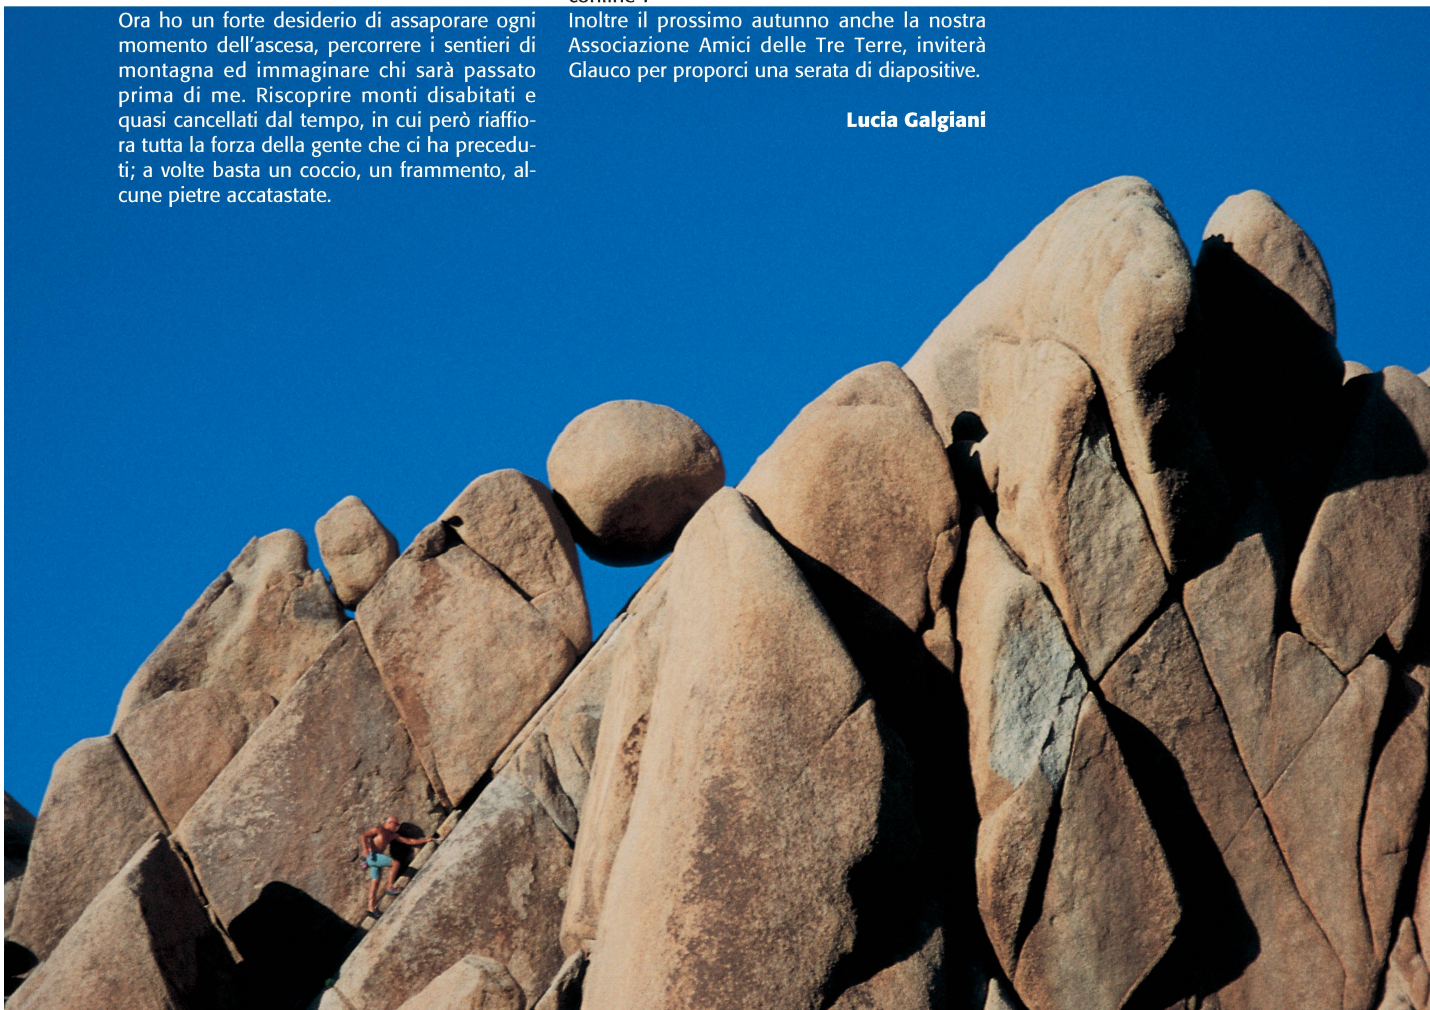 Ora ho un forte desiderio di assaporare ogni
momento dell'ascesa, percorrere i sentieri di
montagna ed immaginare chi sarà passato
prima di me. Riscoprire monti disabitati e
quasi cancellati dal tempo, in cui però riaffio-
ra tutta la forza della gente che ci ha precedu-
ti; a volte basta un coccio, un frammento, al-
cune pietre accatastate.
Inoltre il prossimo autunno anche la nostra
Associazione Amici delle Tre Terre, inviterà
Glauco per proporci una serata di diapositive.
Lucia Galgiani